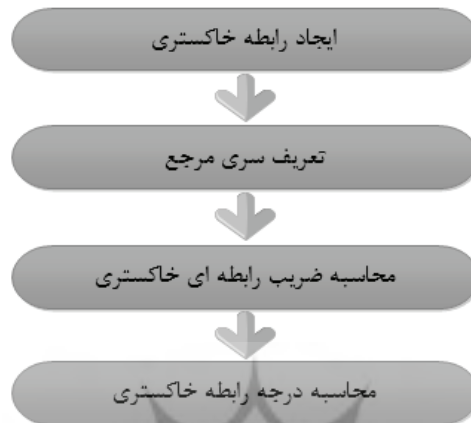 ایجاد رابطه خاکستری
تعریف سری مرجع
محاسبه ضریب رابطه ای خاکستری
محاسبه درجه رابطه خاکستری